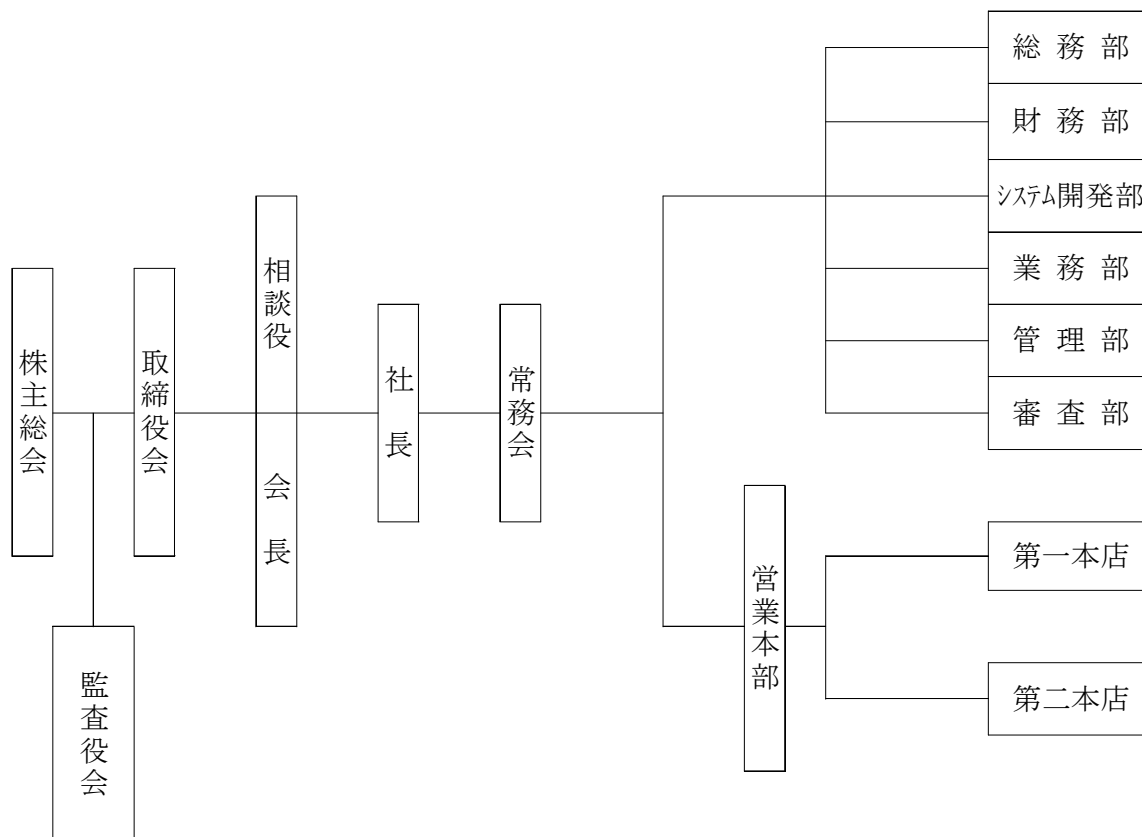 株主総会
監査役会
取締役会
相談役
会長
社長
常務会
総務部
財務部
システム開発部
業務部
管理部
審査部
営業本部
第一本店
第二本店